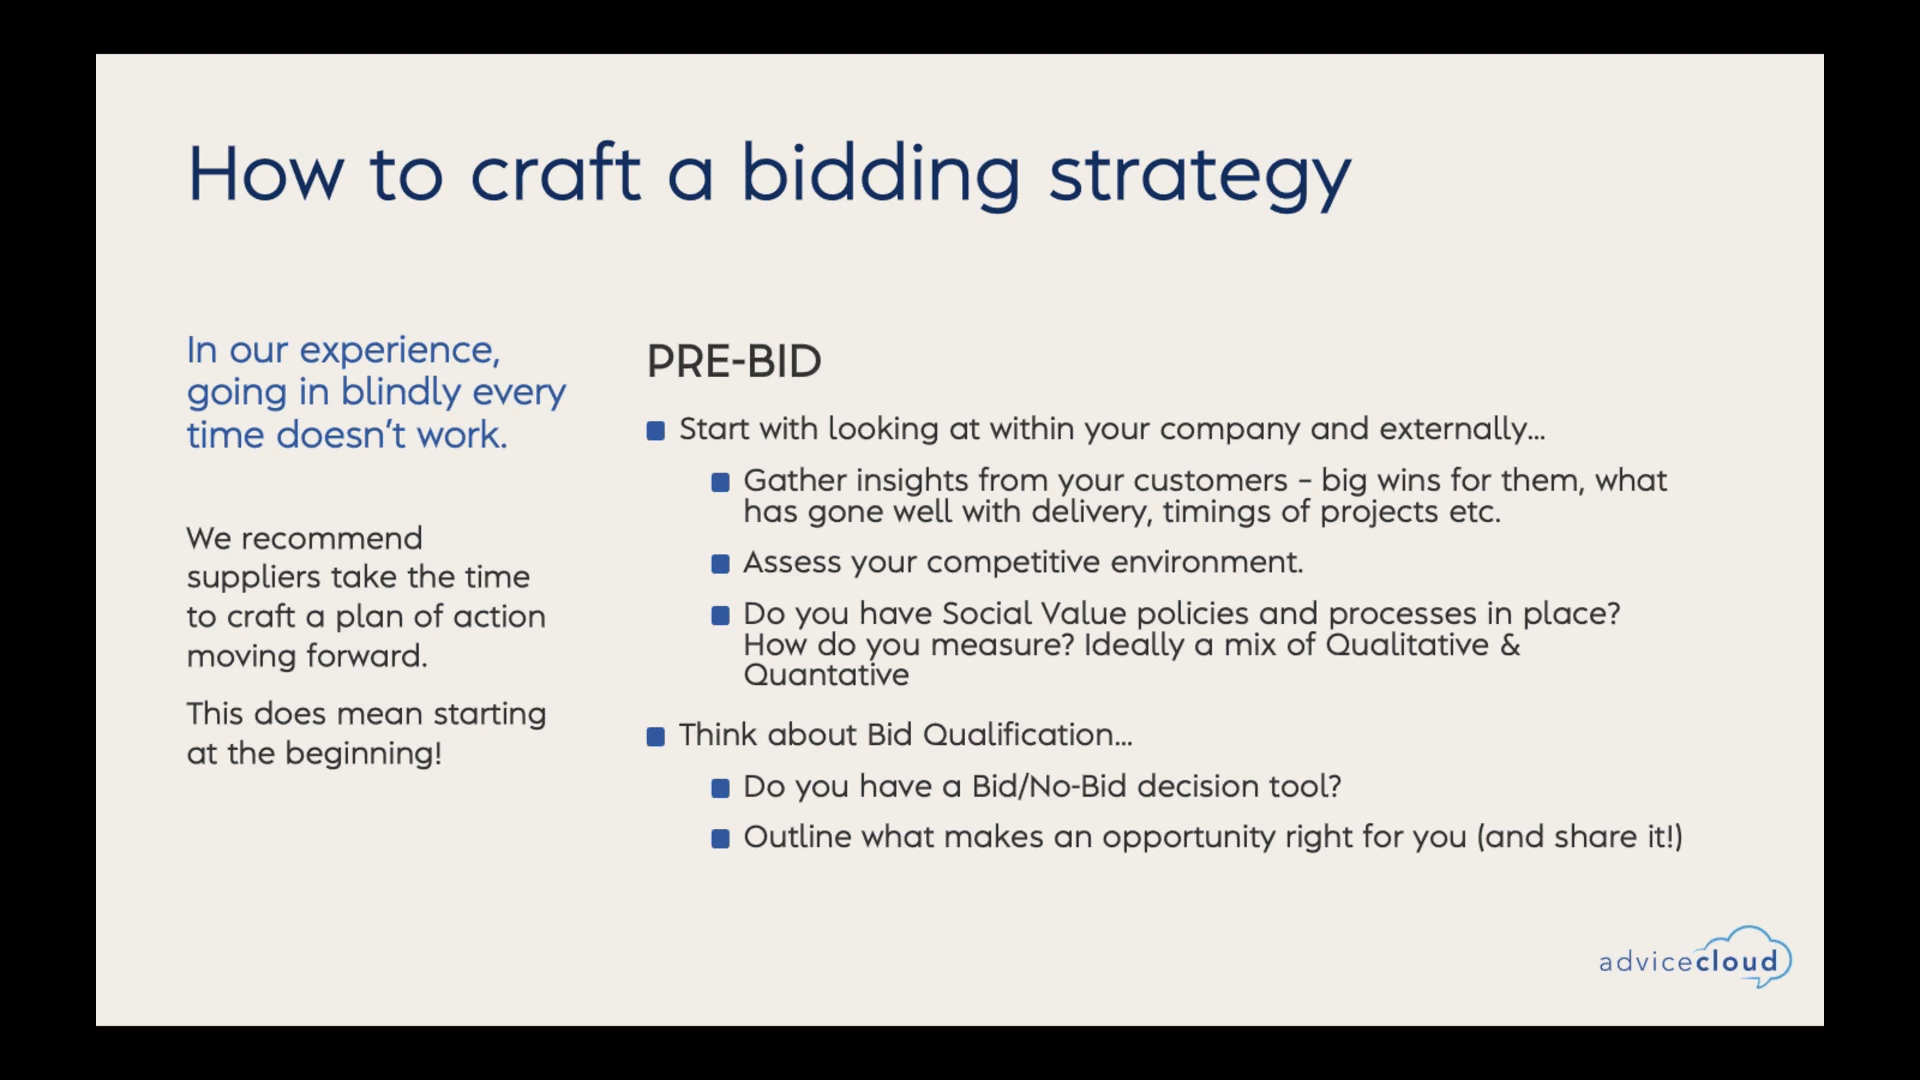 How to craft a bidding strategy
In our experience,
going in blindly every
time doesn't work.
We recommend
suppliers take the time
to craft a plan of action
moving forward.
This does mean starting
at the beginning!
PRE-BID
Start with looking at within your company and externally...
Gather insights from your customers – big wins for them, what
has gone well with delivery, timings of projects etc.
Assess your competitive environment.
Do you have Social Value policies and processes in place?
How do you measure? Ideally a mix of Qualitative &
Quantative
Think about Bid Qualification...
Do you have a Bid/No-Bid decision tool?
Outline what makes an opportunity right for you (and share it!)
advicecloud